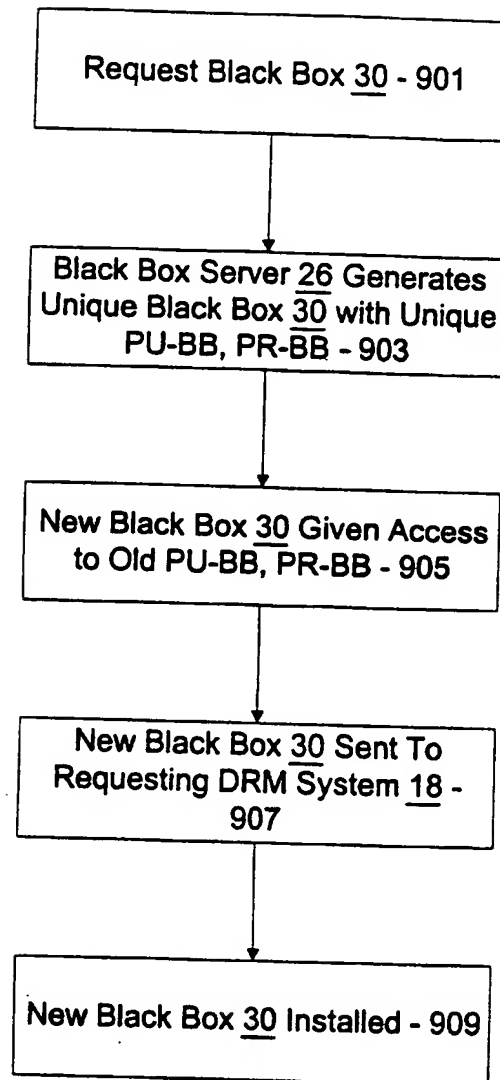 Request Black Box 30 - 901
Black Box Server 26 Generates
Unique Black Box 30 with Unique
PU-BB, PR-BB - 903
New Black Box 30 Given Access
to Old PU-BB, PR-BB - 905
New Black Box 30 Sent To
Requesting DRM System 18 -
907
New Black Box 30 Installed - 909